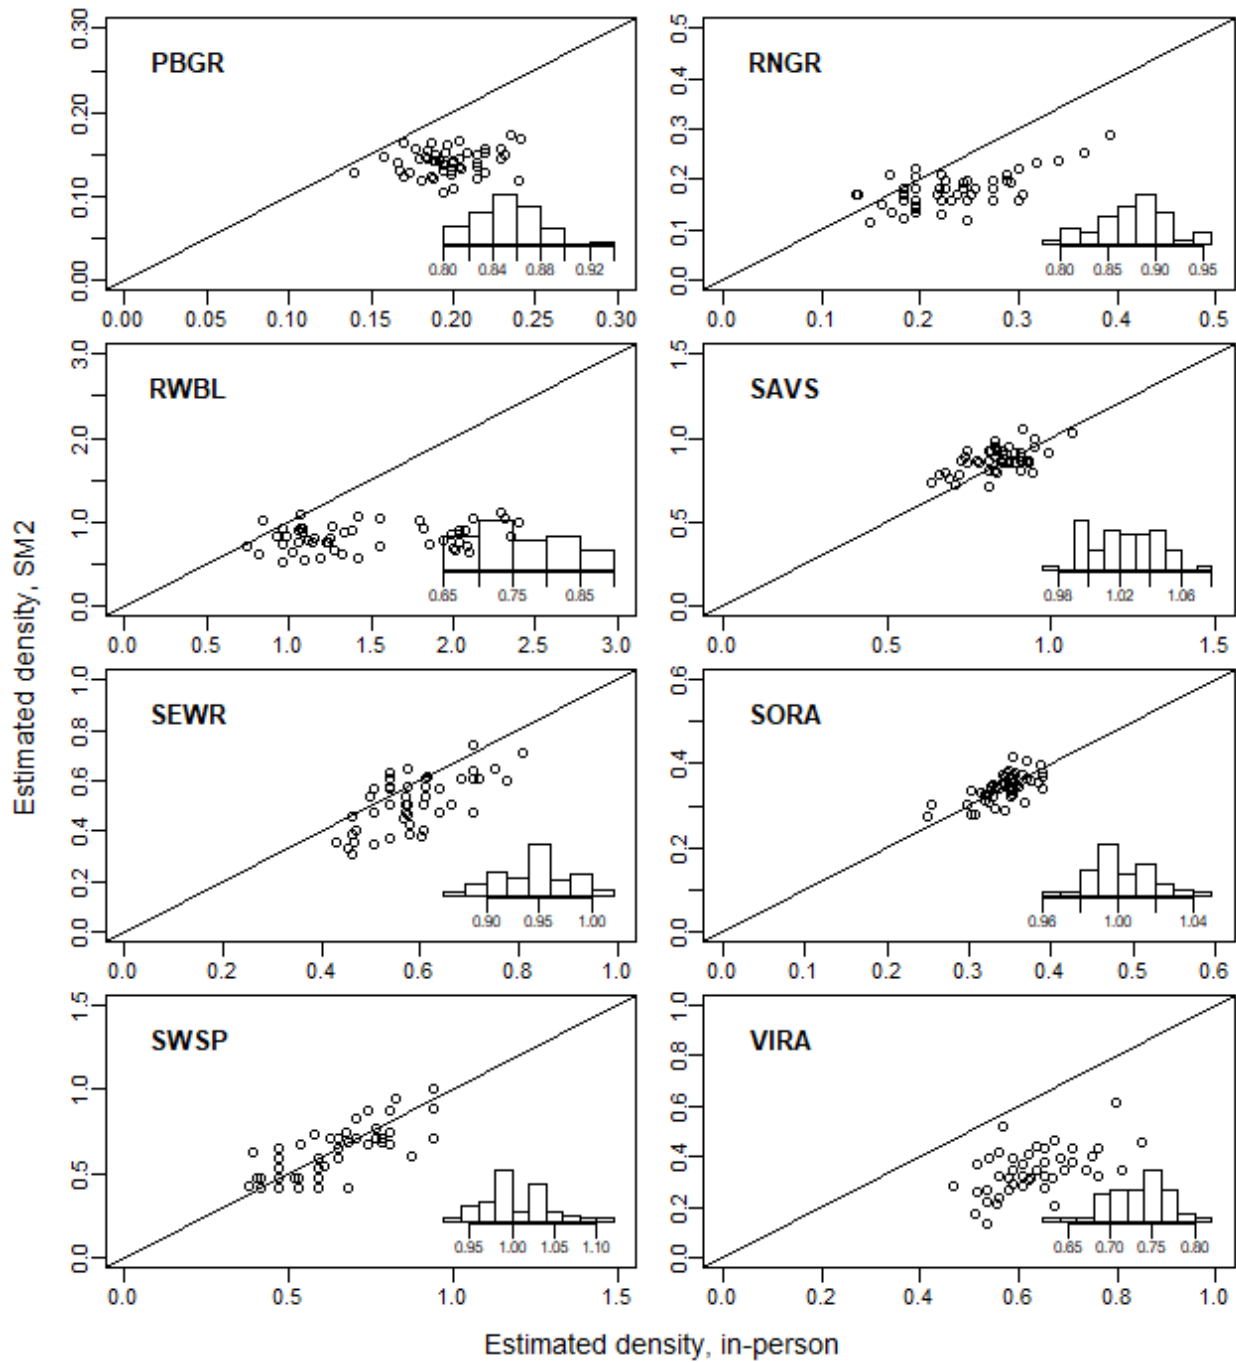 PBGR
0.30
0.20
0.10
0.00
0.80 0.84 0.88 0.92
0.00 0.05 0.10 0.15 0.20 0.25 0.30
RNGR
0.5
0.4
0.3
0.2
0.1
0.0
0.80 0.85 0.90 0.95
0.0 0.1 0.2 0.3 0.4 0.5
RWBL
3.0
2.0
1.0
0.0
0.65 0.75 0.85
0.0 1.0 1.5 2.0 2.5 3.0
SAVS
1.5
1.0
0.5
0.0
0.98 1.02 1.06
0.0 0.5 1.0 1.5
Estimated density, SM2
SEWR
1.0
0.8
0.6
0.4
0.2
0.0
0.90 0.95 1.00
0.0 0.4 0.6 0.8 1.0
SORA
0.6
0.4
0.2
0.0
0.96 1.00 1.04
0.0 0.1 0.2 0.3 0.4 0.5 0.6
SWSP
1.5
1.0
0.5
0.0
0.95 1.00 1.05 1.10
0.0 0.5 1.0 1.5
VIRA
1.0
0.8
0.6
0.4
0.2
0.0
0.65 0.70 0.75 0.80
0.0 0.2 0.4 0.6 0.8 1.0
Estimated density, in-person